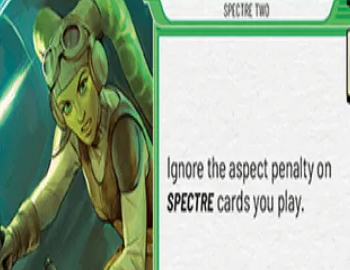 SPECTRE TWO
Ignore the aspect penalty on
SPECTRE cards you play.